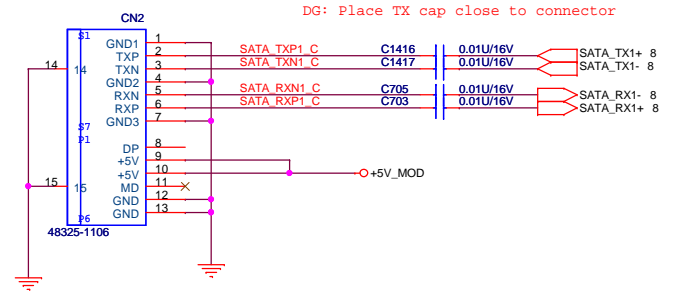 DG: Place TX cap close to connector
CN2
S1
GND1 1
TXP 2 SATA_TXP1_C C1416 0.01U/16V SATA_TX1+ 8
14 14 TXN 3 SATA_TXN1_C C1417 0.01U/16V SATA_TX1- 8
GND2 4
RXN 5 SATA_RXN1_C C705 0.01U/16V SATA_RX1- 8
RXP 6 SATA_RXP1_C C703 0.01U/16V SATA_RX1+ 8
GND3 7
S7
P1
DP 8
+5V 9
+5V 10 +5V_MOD
15 15 MD 11
GND 12
GND 13
P6
48325-1106